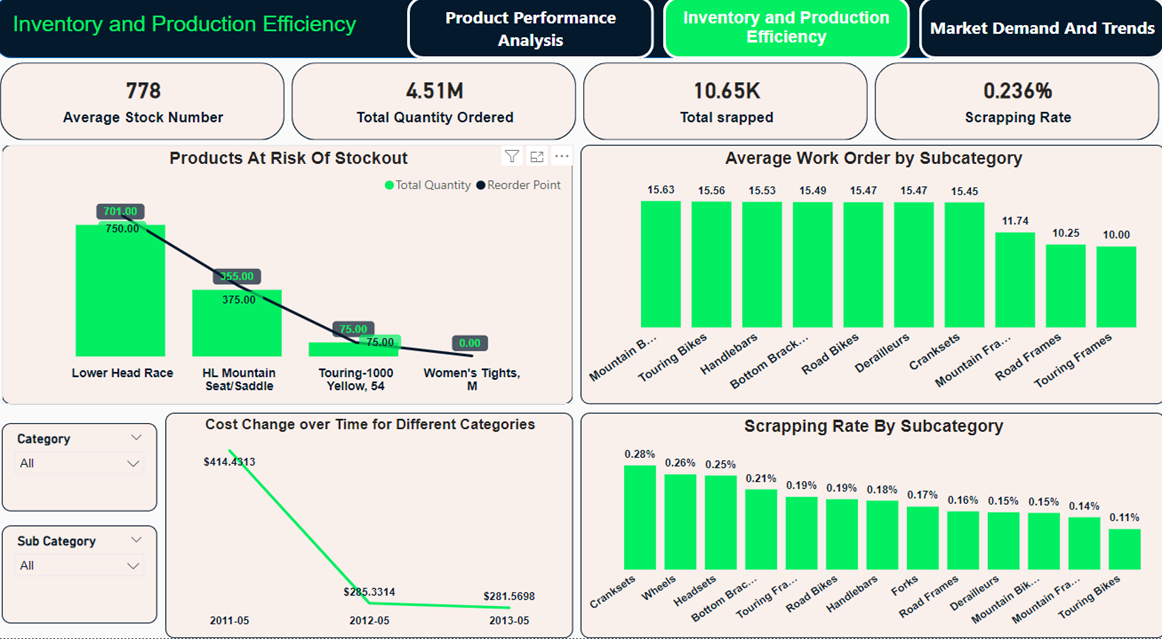 Inventory and Production Efficiency
Product Performance
Analysis
Inventory and Production
Efficiency
Market Demand And Trends
778
Average Stock Number
4.51M
Total Quantity Ordered
10.65K
Total srapped
0.236%
Scrapping Rate
Products At Risk Of Stockout
Total Quantity Reorder Point
701.00
750.00
355.00
375.00
75.00
75.00
0.00
Lower Head Race
HL Mountain
Seat/Saddle
Touring-1000
Yellow, 54
Women's Tights,
M
Average Work Order by Subcategory
15.63 15.56 15.53 15.49 15.47 15.47 15.45 11.74 10.25 10.00
Mountain B...
Touring Bikes
Handlebars
Bottom Brack...
Road Bikes
Derailleurs
Cranksets
Mountain Fra...
Road Frames
Touring Frames
Category
All
Sub Category
All
Cost Change over Time for Different Categories
$414.4313
$285.3314
$281.5698
2011-05 2012-05 2013-05
Scrapping Rate By Subcategory
0.28% 0.26% 0.25% 0.21% 0.19% 0.19% 0.18% 0.17% 0.16% 0.15% 0.15% 0.14% 0.11%
Cranksets
Wheels
Headsets
Bottom Brac...
Touring Fra...
Road Bikes
Handlebars
Forks
Road Frames
Derailleurs
Mountain Bik...
Mountain Fra...
Touring Bikes